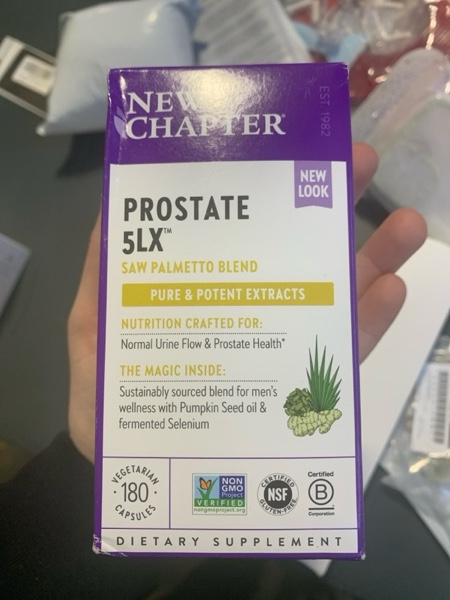 NEW
CHAPTER®
EST 1982
NEW
LOOK
PROSTATE
5LX™
SAW PALMETTO BLEND
PURE & POTENT EXTRACTS
NUTRITION CRAFTED FOR:
Normal Urine Flow & Prostate Health*
THE MAGIC INSIDE:
Sustainably sourced blend for men's
wellness with Pumpkin Seed oil &
fermented Selenium
VEGETARIAN
180
CAPSULES
NON
GMO
Project
VERIFIED
nongmoproject.org
CERTIFIED
NSF
GLUTEN-FREE
Certified
B
Corporation
DIETARY SUPPLEMENT